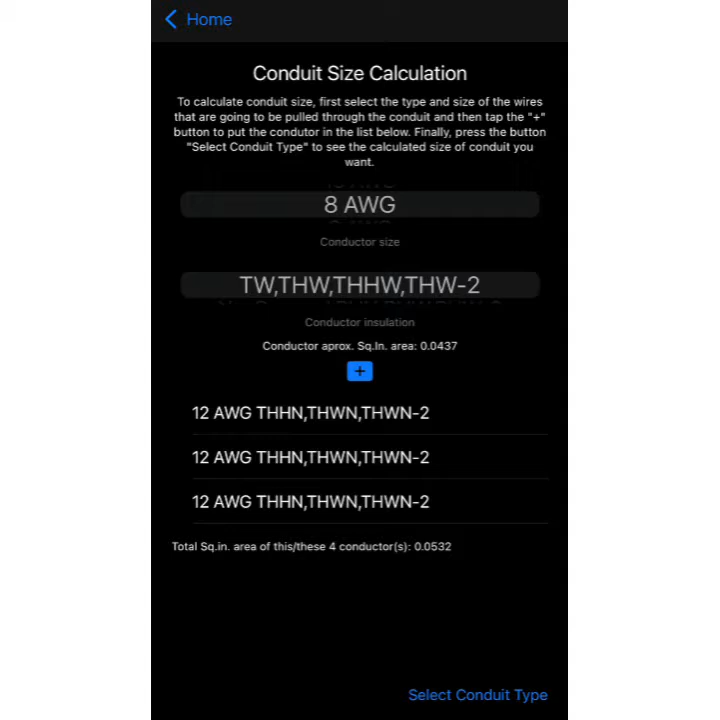 Home
Conduit Size Calculation
To calculate conduit size, first select the type and size of the wires
that are going to be pulled through the conduit and then tap the "+"
button to put the condutor in the list below. Finally, press the button
"Select Conduit Type" to see the calculated size of conduit you
want.
8 AWG
Conductor size
TW,THW,THHW,THW-2
Conductor insulation
Conductor aprox. Sq.In. area: 0.0437
+
12 AWG THHN,THWN,THWN-2
12 AWG THHN,THWN,THWN-2
12 AWG THHN,THWN,THWN-2
Total Sq.in. area of this/these 4 conductor(s): 0.0532
Select Conduit Type